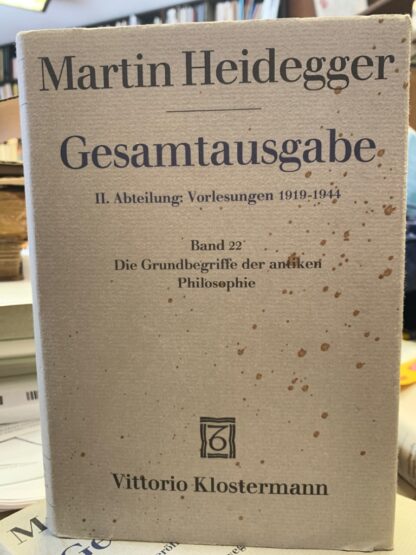 Martin Heidegger
Gesamtausgabe
II. Abteilung: Vorlesungen 1919-1944
Band 22
Die Grundbegriffe der antiken
Philosophie
Vittorio Klostermann